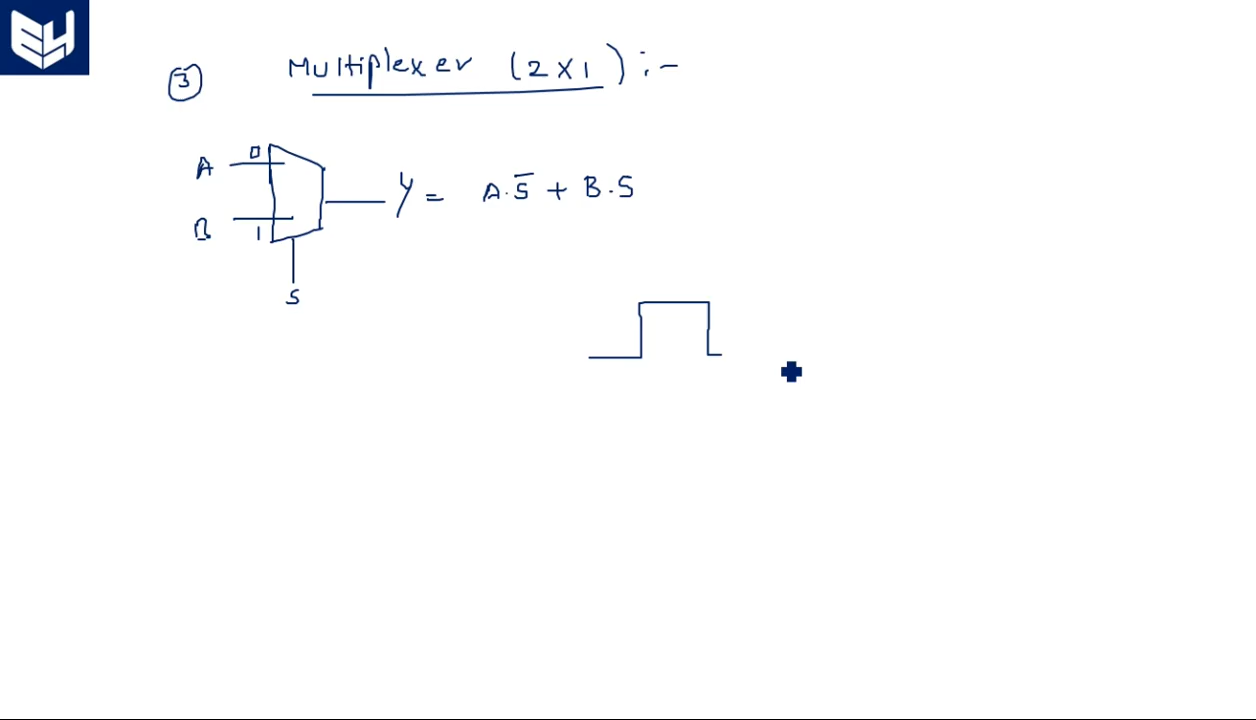 ③ Multiplexer (2 X 1) :-
A 0
Y = A.S̅ + B.S
B 1
S